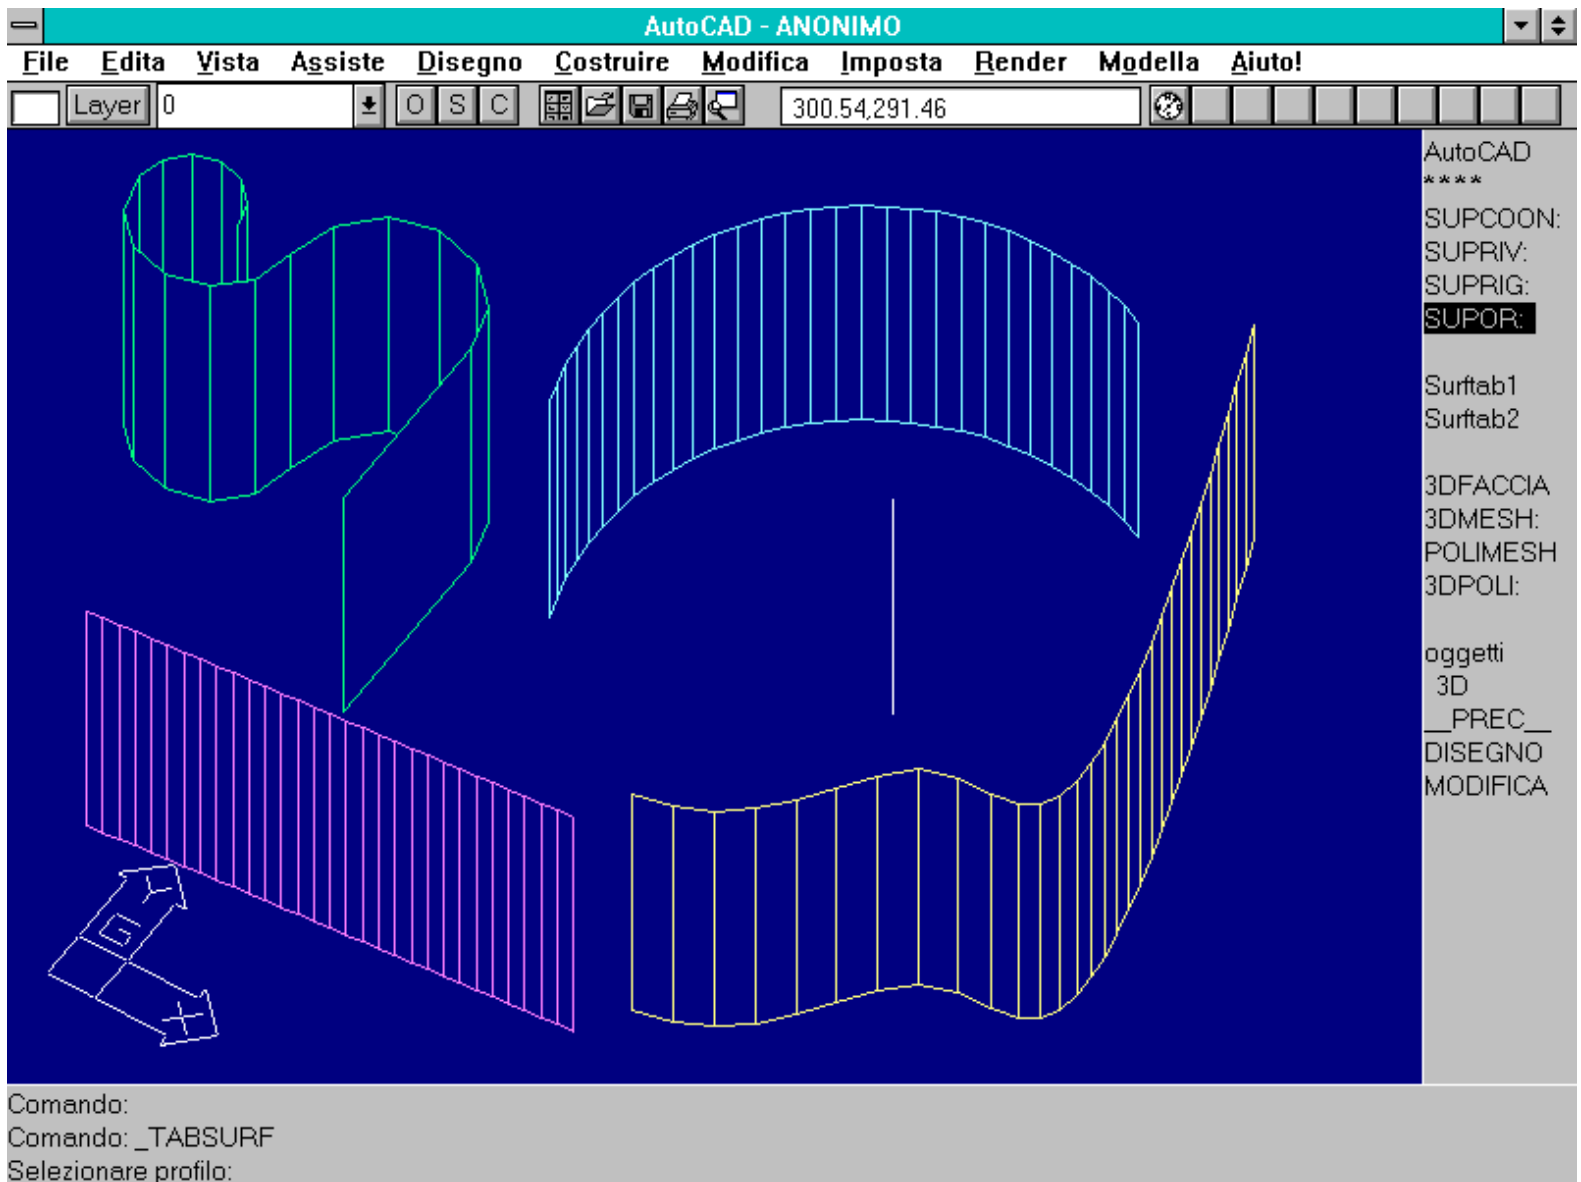 AutoCAD - ANONIMO
File Edita Vista Assiste Disegno Costruire Modifica Imposta Render Modella Aiuto!
Layer 0 O S C 300.54,291.46
AutoCAD
* * * *
SUPCOON:
SUPRIV:
SUPRIG:
SUPOR:
Surftab1
Surftab2
3DFACCIA
3DMESH:
POLIMESH
3DPOLI:
oggetti
3D
__PREC__
DISEGNO
MODIFICA
Y
G
X
Comando:
Comando: _TABSURF
Selezionare profilo: